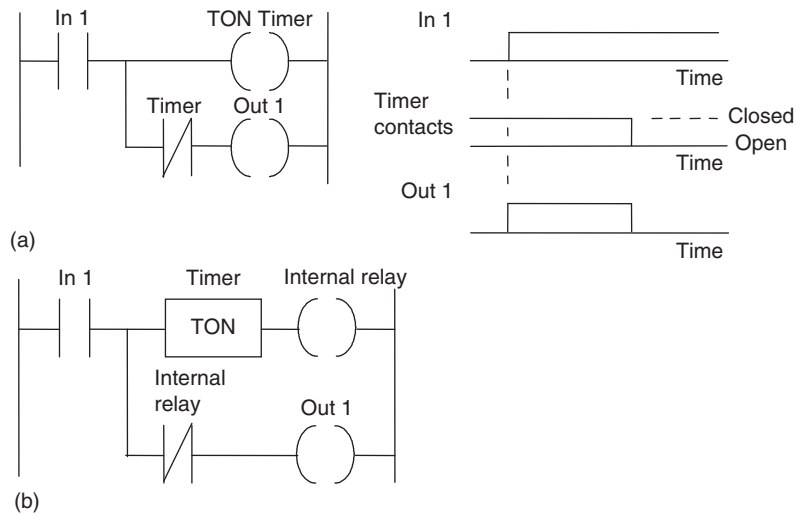 In 1
TON Timer
Timer
Out 1
(a)
In 1
Time
Timer
contacts
Closed
Open
Time
Out 1
Time
In 1
Timer
Internal relay
TON
Internal
relay
Out 1
(b)